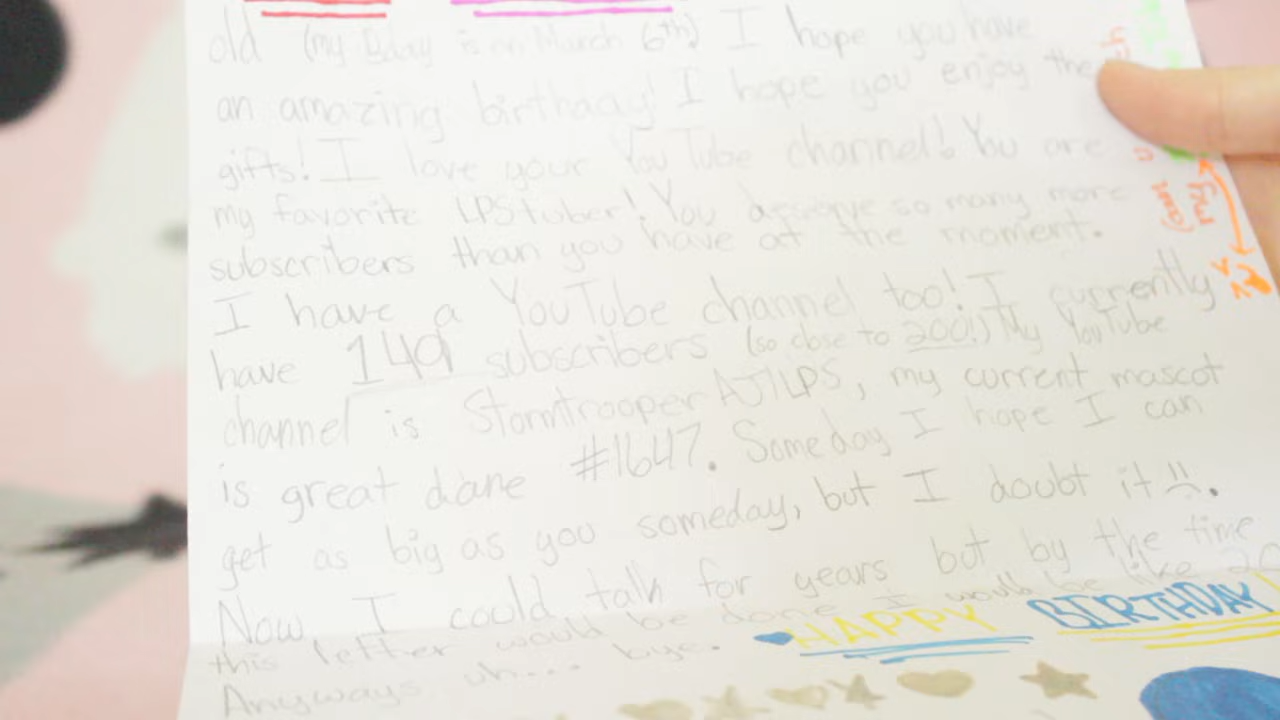 old (my Bday is on March 6th) I hope you have
an amazing birthday! I hope you enjoy the
gifts! I love your YouTube channel! You are
my favorite LPStuber! You deserve so many more
subscribers than you have at the moment.
I have a YouTube channel too! I currently
have 149 subscribers (so close to 200!) My YouTube
channel is Stormtrooper AJ1LPS, my current mascot
is great dane #1647. Someday I hope I can
get as big as you someday, but I doubt it :(.
Now, I could talk for years but by the time
this letter would be done I would be like 20
Anyways uh... bye.
HAPPY BIRTHDAY!